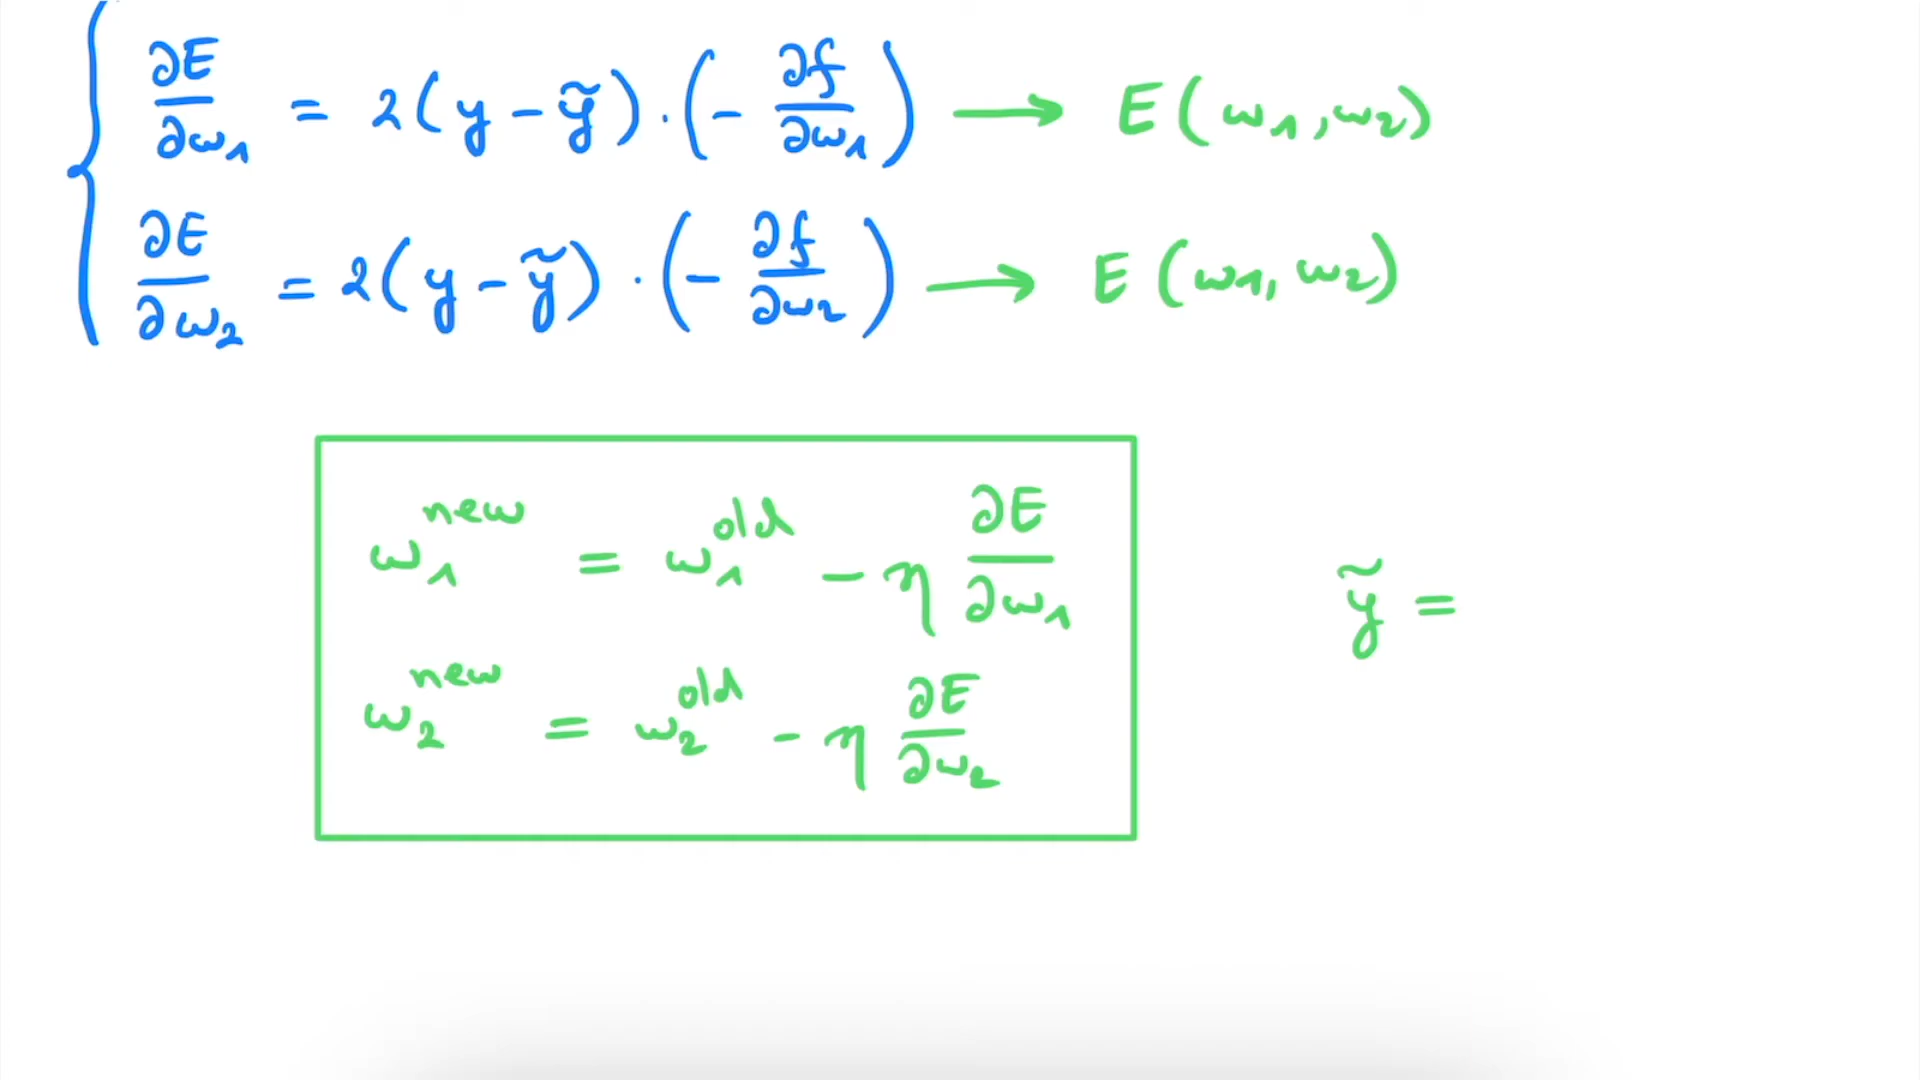 ∂E/∂w₁ = 2(y − ỹ) · (− ∂f/∂w₁) ⟶ E(w₁, w₂)
∂E/∂w₂ = 2(y − ỹ) · (− ∂f/∂w₂) ⟶ E(w₁, w₂)
w₁^new = w₁^old − η ∂E/∂w₁
ỹ =
w₂^new = w₂^old − η ∂E/∂w₂